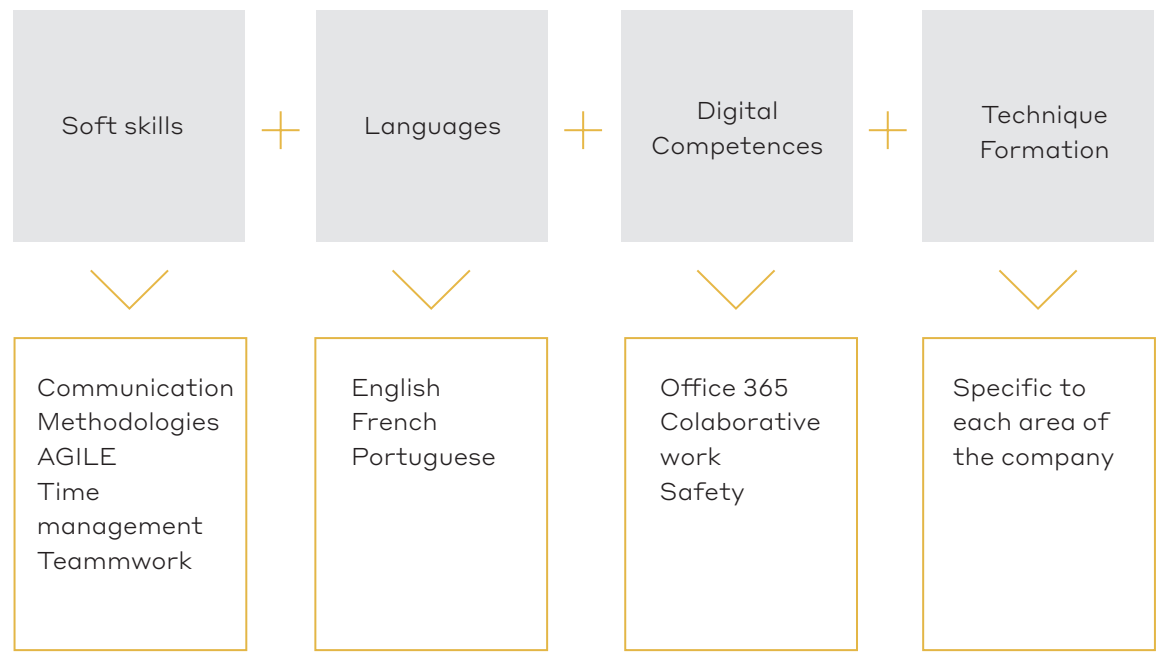 Soft skills
Languages
Digital
Competences
Technique
Formation
Communication
Methodologies
AGILE
Time
management
Teammwork
English
French
Portuguese
Office 365
Colaborative
work
Safety
Specific to
each area of
the company